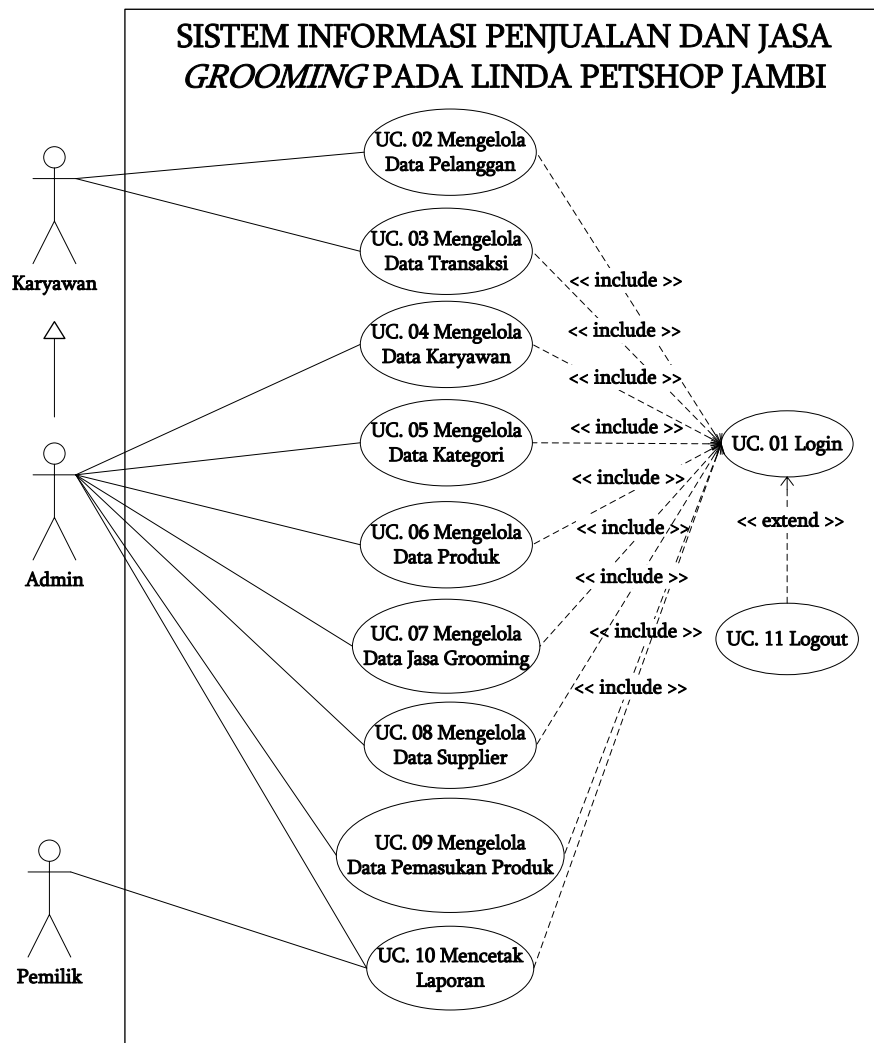 SISTEM INFORMASI PENJUALAN DAN JASA
GROOMING PADA LINDA PETSHOP JAMBI
UC. 02 Mengelola
Data Pelanggan
UC. 03 Mengelola
Data Transaksi
Karyawan
<< include >>
UC. 04 Mengelola
Data Karyawan
<< include >>
<< include >>
UC. 05 Mengelola
Data Kategori
<< include >>
UC. 01 Login
<< include >>
UC. 06 Mengelola
Data Produk
<< include >>
<< extend >>
Admin
<< include >>
UC. 07 Mengelola
Data Jasa Grooming
<< include >>
UC. 11 Logout
<< include >>
UC. 08 Mengelola
Data Supplier
UC. 09 Mengelola
Data Pemasukan Produk
UC. 10 Mencetak
Laporan
Pemilik